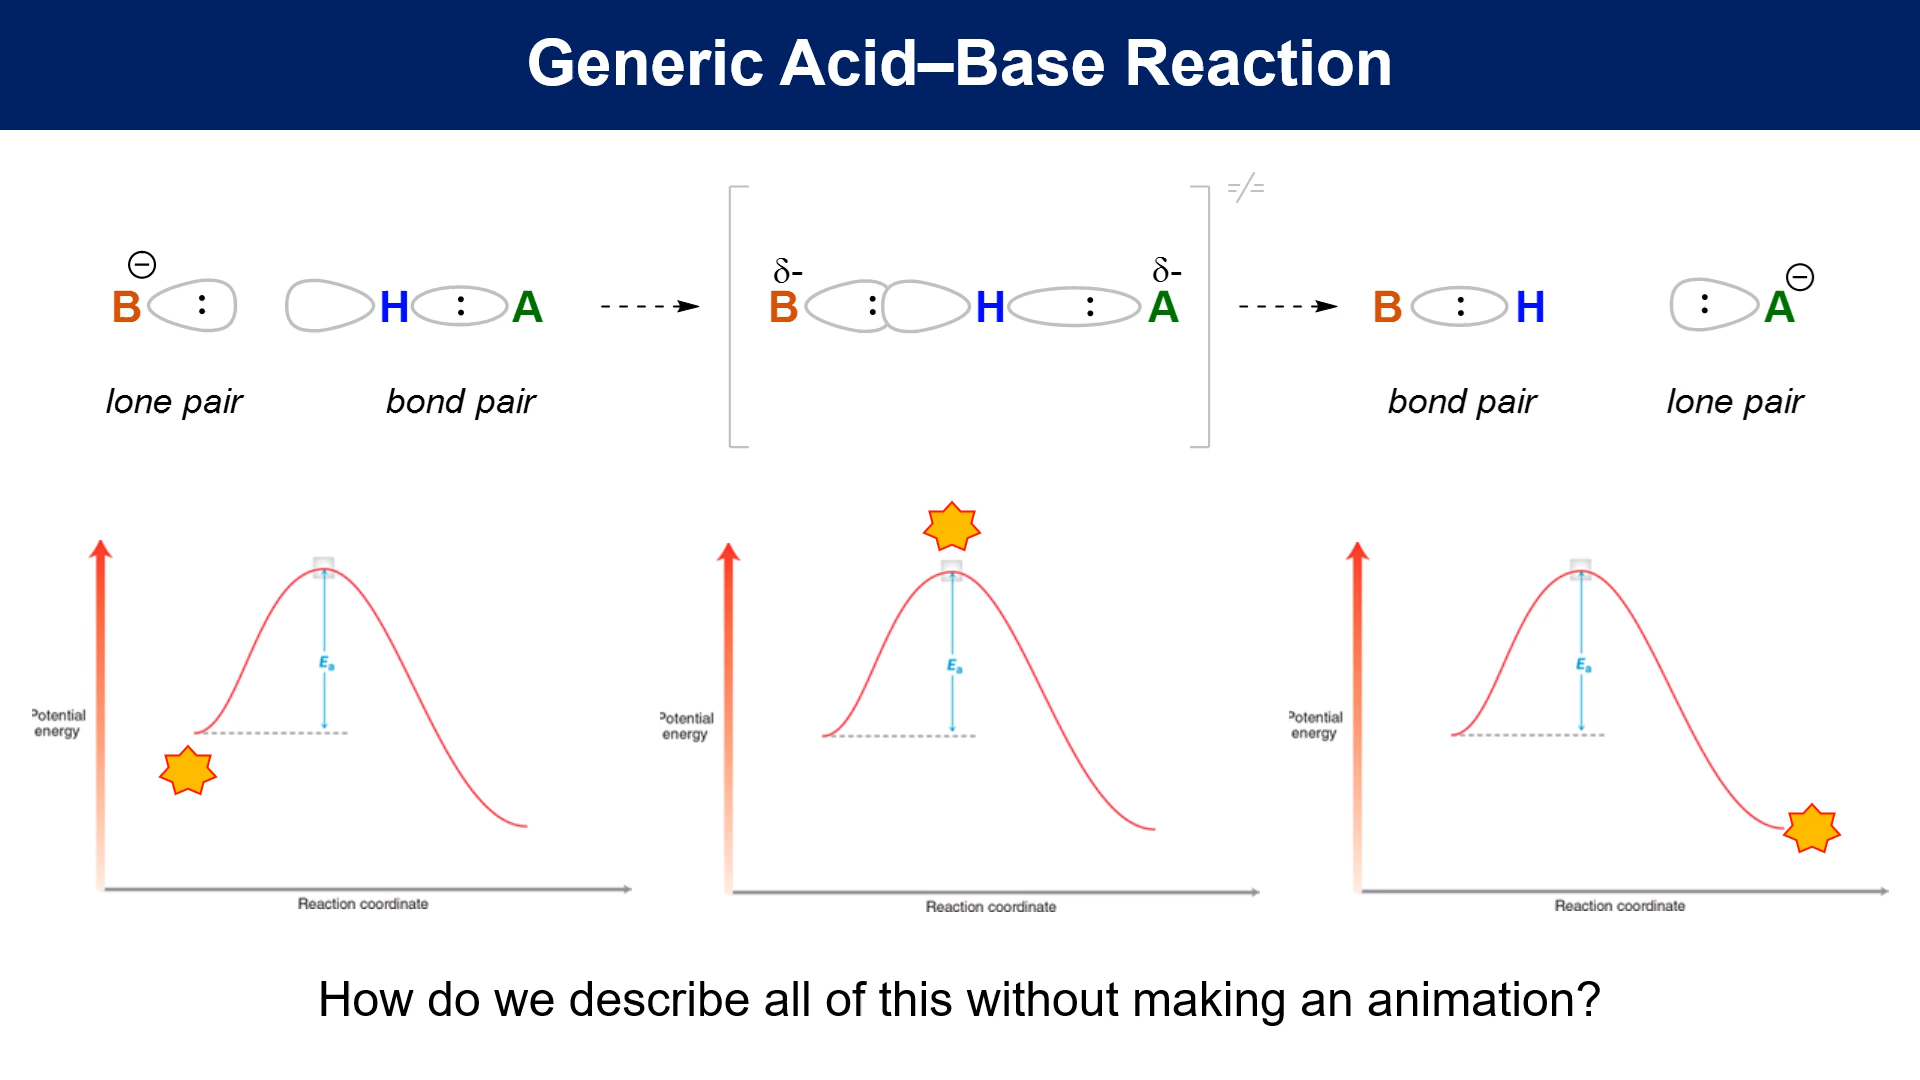 Generic Acid–Base Reaction
=/=
⊖ δ- δ- ⊖
B : H : A B : H : A B : H : A
lone pair bond pair bond pair lone pair
Eₐ Eₐ Eₐ
Potential energy Potential energy Potential energy
Reaction coordinate Reaction coordinate Reaction coordinate
How do we describe all of this without making an animation?